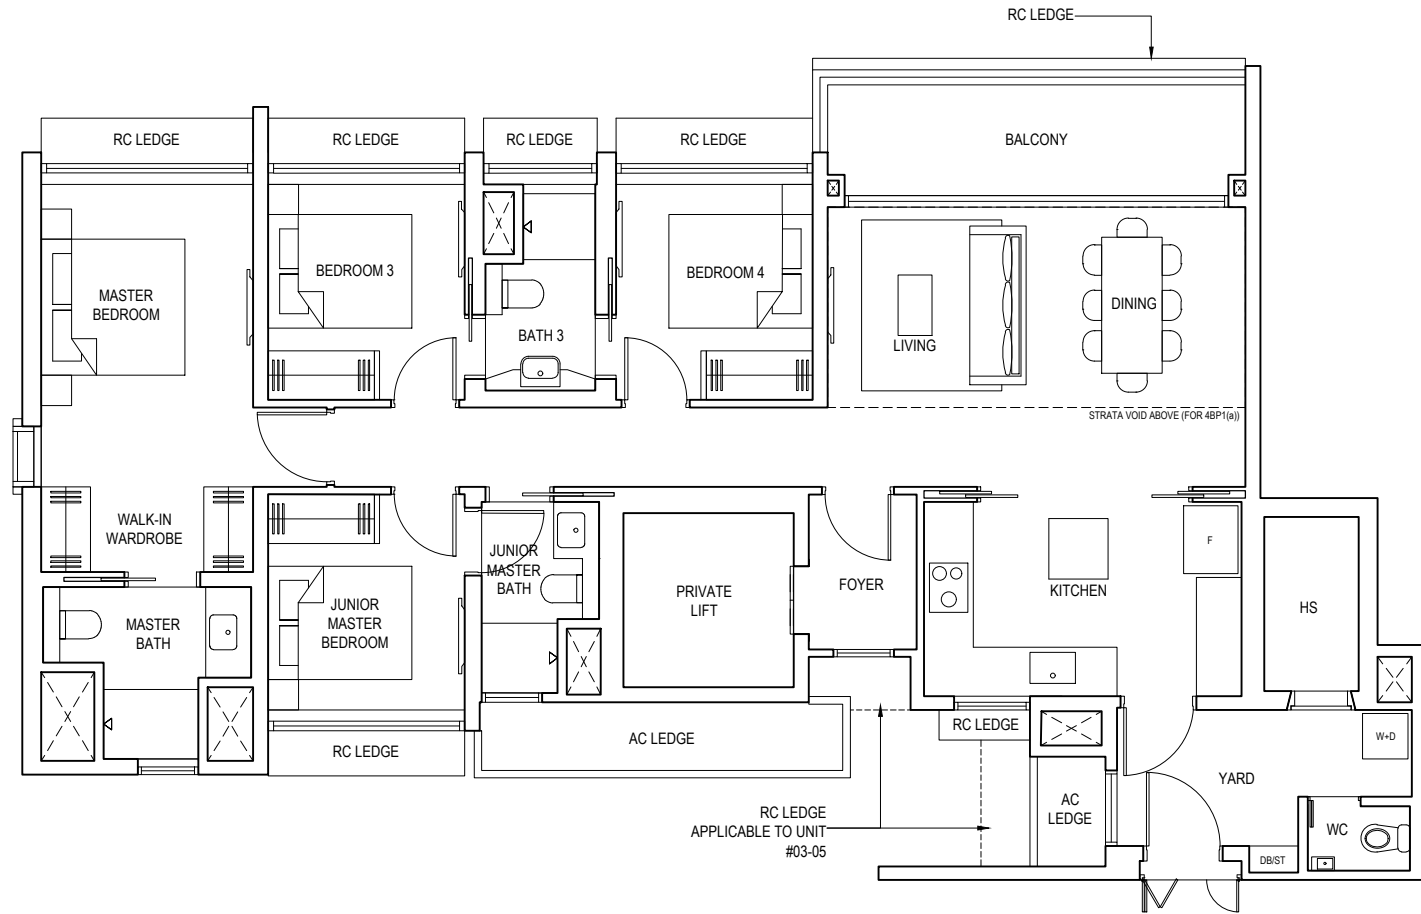 RC LEDGE
RC LEDGE
RC LEDGE
RC LEDGE
RC LEDGE
BALCONY
MASTER
BEDROOM
BEDROOM 3
BATH 3
BEDROOM 4
LIVING
DINING
STRATA VOID ABOVE (FOR 4BP1(a))
WALK-IN
WARDROBE
MASTER
BATH
JUNIOR
MASTER
BEDROOM
JUNIOR
MASTER
BATH
PRIVATE
LIFT
FOYER
KITCHEN
F
HS
RC LEDGE
AC LEDGE
RC LEDGE
W+D
YARD
AC
LEDGE
RC LEDGE
APPLICABLE TO UNIT
#03-05
WC
DB/ST